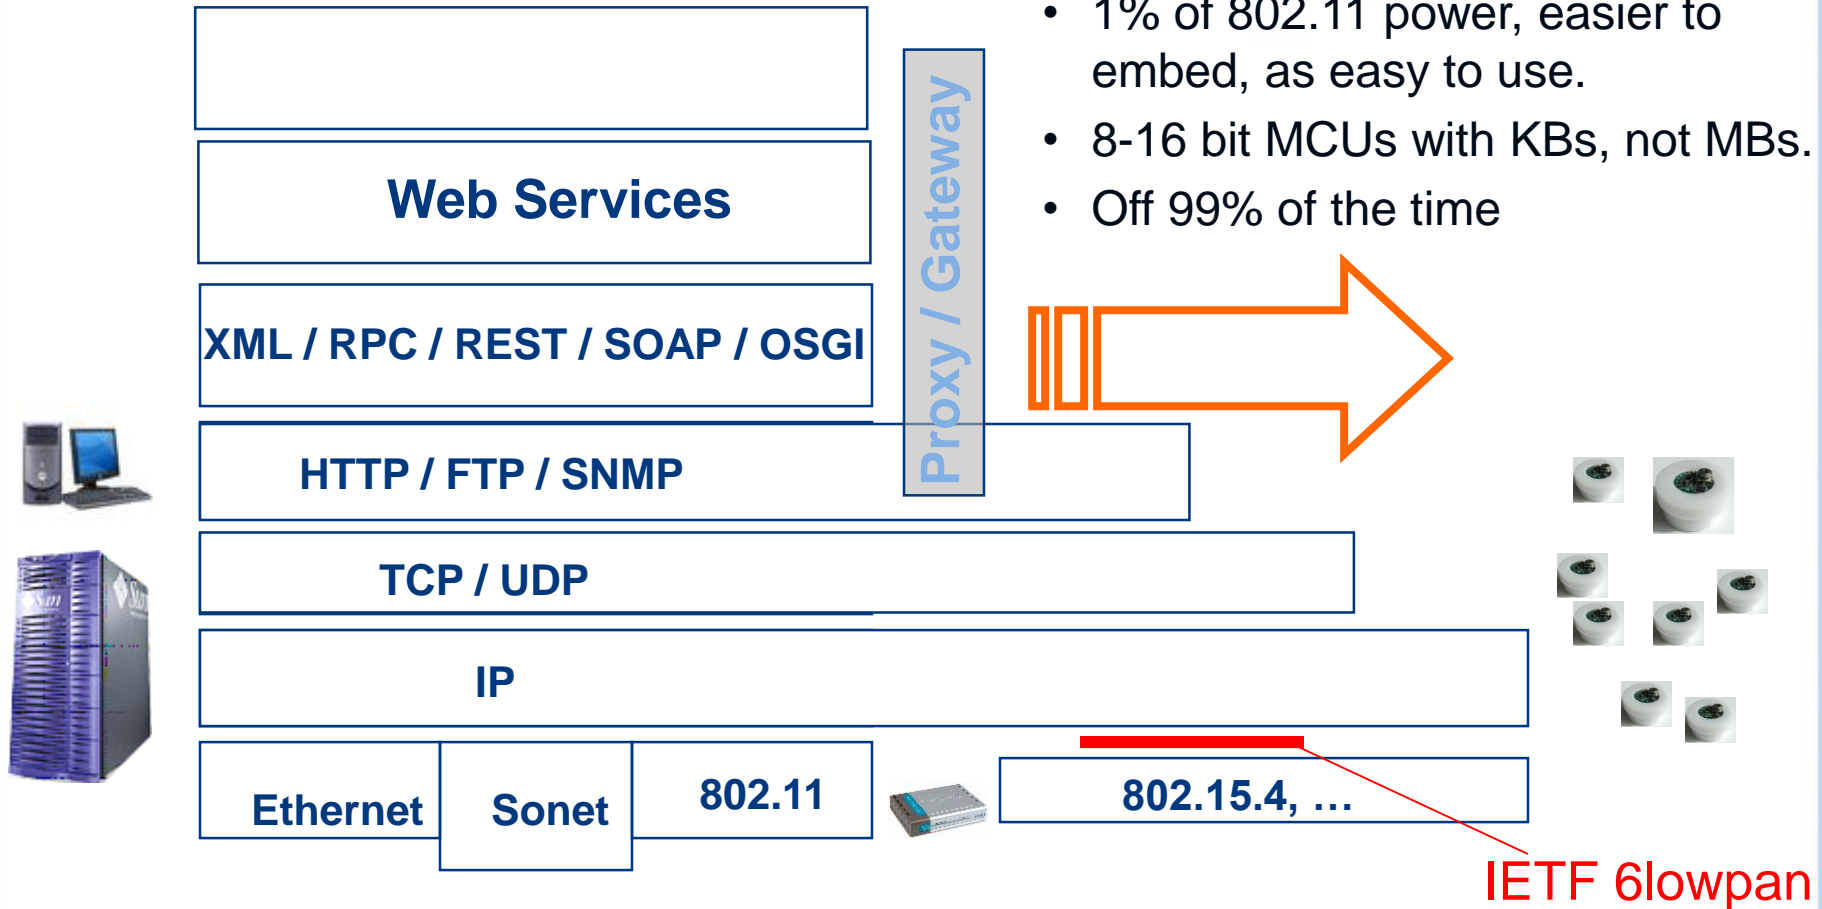 • 1% of 802.11 power, easier to
embed, as easy to use.
• 8-16 bit MCUs with KBs, not MBs.
• Off 99% of the time
Proxy / Gateway
Web Services
XML / RPC / REST / SOAP / OSGI
HTTP / FTP / SNMP
TCP / UDP
IP
Ethernet
Sonet
802.11
802.15.4, …
IETF 6lowpan
Sun